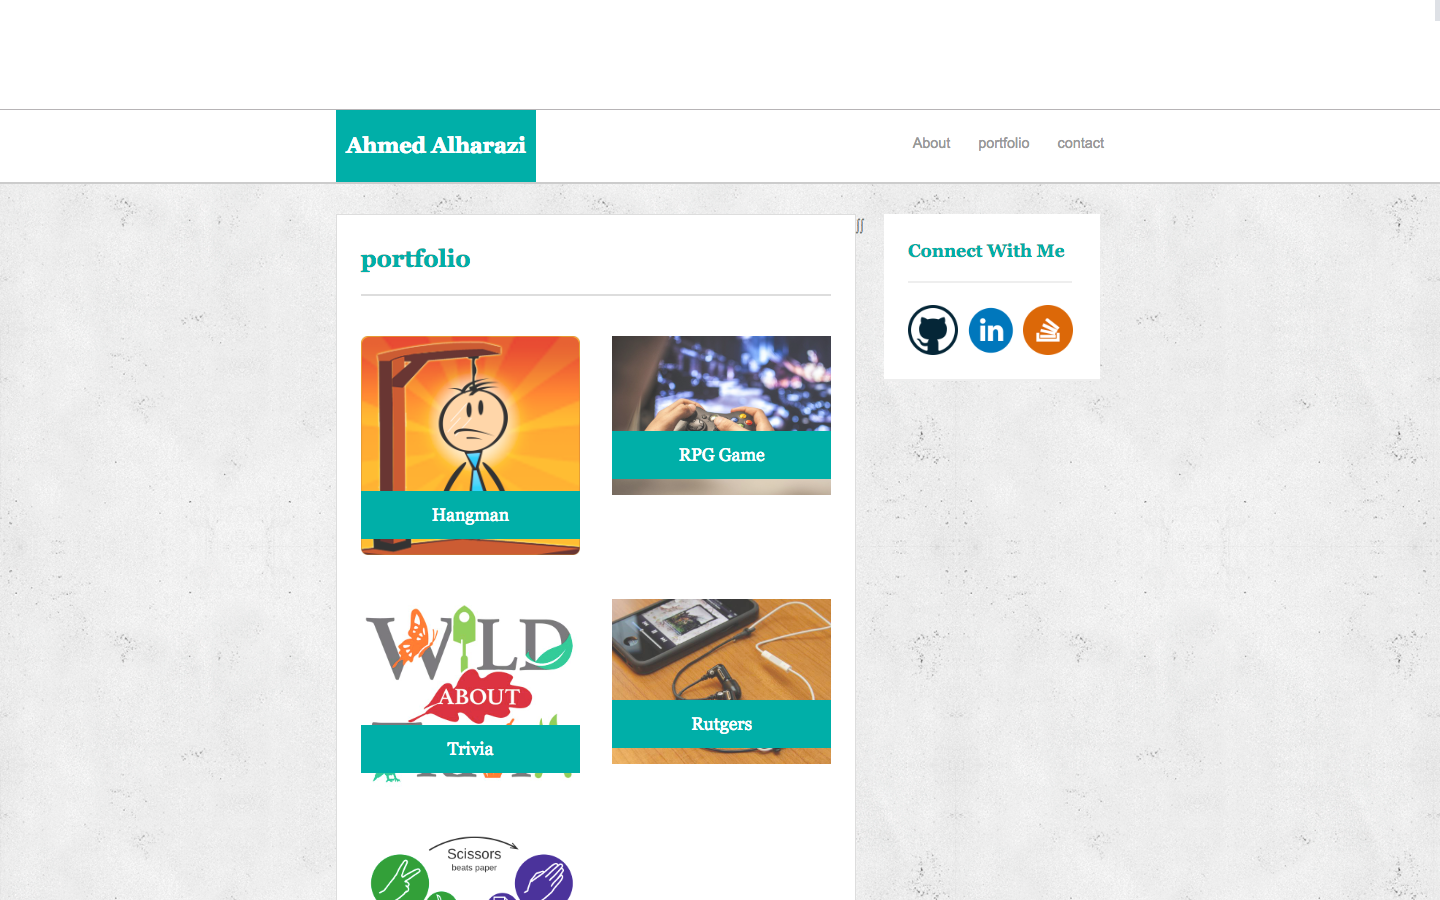 Ahmed Alharazi
About
portfolio
contact
portfolio
∫∫
Connect With Me
in
Hangman
RPG Game
WILD
ABOUT
Trivia
Rutgers
Scissors
beats paper